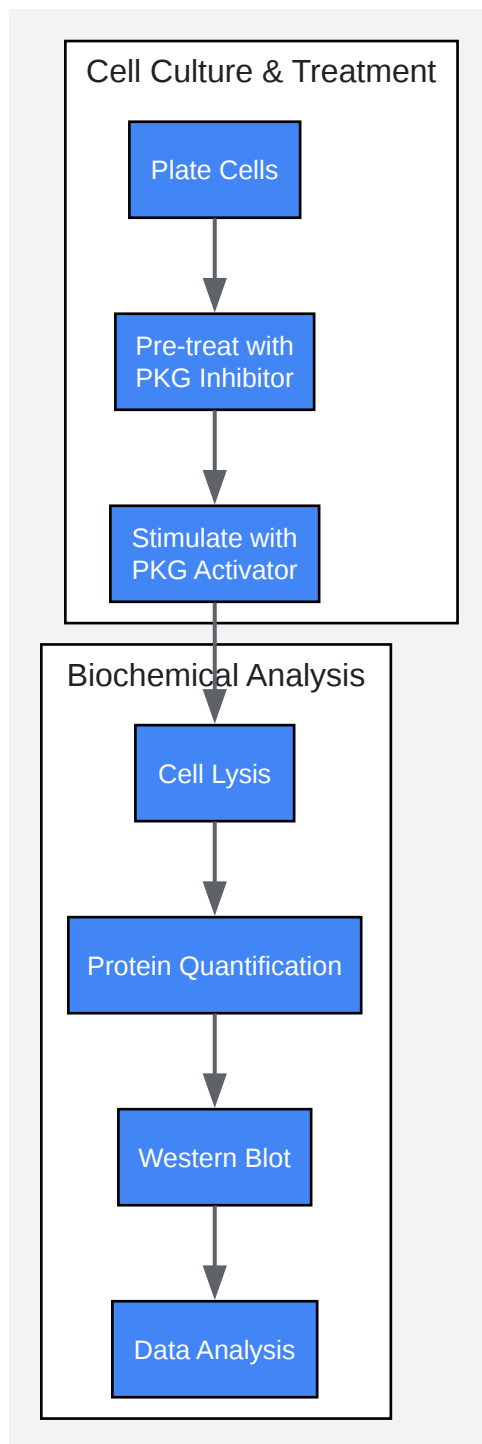 Cell Culture & Treatment
Plate Cells
Pre-treat with
PKG Inhibitor
Stimulate with
PKG Activator
Biochemical Analysis
Cell Lysis
Protein Quantification
Western Blot
Data Analysis